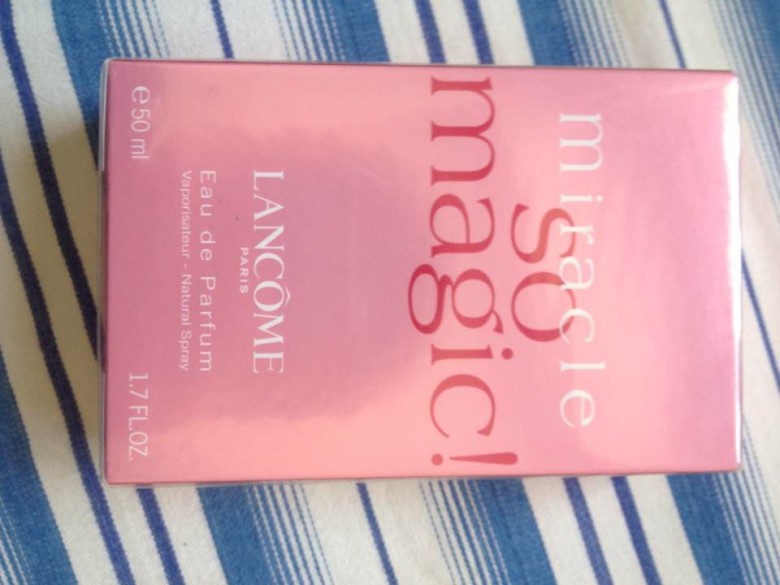 miracle
so
magic!
LANCÔME
PARIS
Eau de Parfum
Vaporisateur - Natural Spray
e50 ml 1.7 FL.OZ.